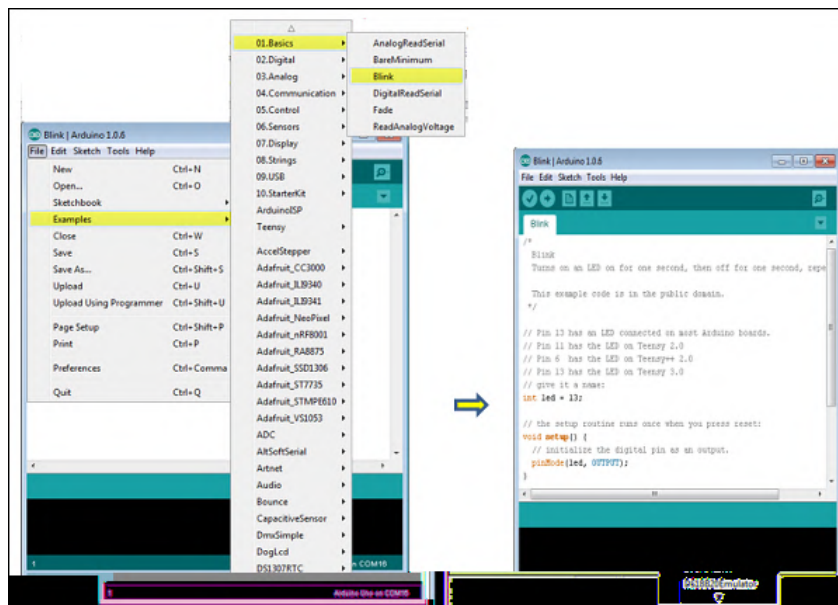 Blink | Arduino 1.0.6
File Edit Sketch Tools Help
New Ctrl+N
Open... Ctrl+O
Sketchbook
Examples
Close Ctrl+W
Save Ctrl+S
Save As... Ctrl+Shift+S
Upload Ctrl+U
Upload Using Programmer Ctrl+Shift+U
Page Setup Ctrl+Shift+P
Print Ctrl+P
Preferences Ctrl+Comma
Quit Ctrl+Q
1
on COM16
01.Basics
02.Digital
03.Analog
04.Communication
05.Control
06.Sensors
07.Display
08.Strings
09.USB
10.StarterKit
ArduinoISP
Teensy
AccelStepper
Adafruit_CC3000
Adafruit_ILI9340
Adafruit_ILI9341
Adafruit_NeoPixel
Adafruit_nRF8001
Adafruit_RA8875
Adafruit_SSD1306
Adafruit_ST7735
Adafruit_STMPE610
Adafruit_VS1053
ADC
AltSoftSerial
Artnet
Audio
Bounce
CapacitiveSensor
DmxSimple
DogLcd
DS1307RTC
AnalogReadSerial
BareMinimum
Blink
DigitalReadSerial
Fade
ReadAnalogVoltage
Blink | Arduino 1.0.6
File Edit Sketch Tools Help
Blink
/*
Blink
Turns on an LED on for one second, then off for one second, repe
This example code is in the public domain.
*/
// Pin 13 has an LED connected on most Arduino boards.
// Pin 11 has the LED on Teensy 2.0
// Pin 6 has the LED on Teensy++ 2.0
// Pin 13 has the LED on Teensy 3.0
// give it a name:
int led = 13;
// the setup routine runs once when you press reset:
void setup() {
// initialize the digital pin as an output.
pinMode(led, OUTPUT);
}
1 Arduino Uno on COM16